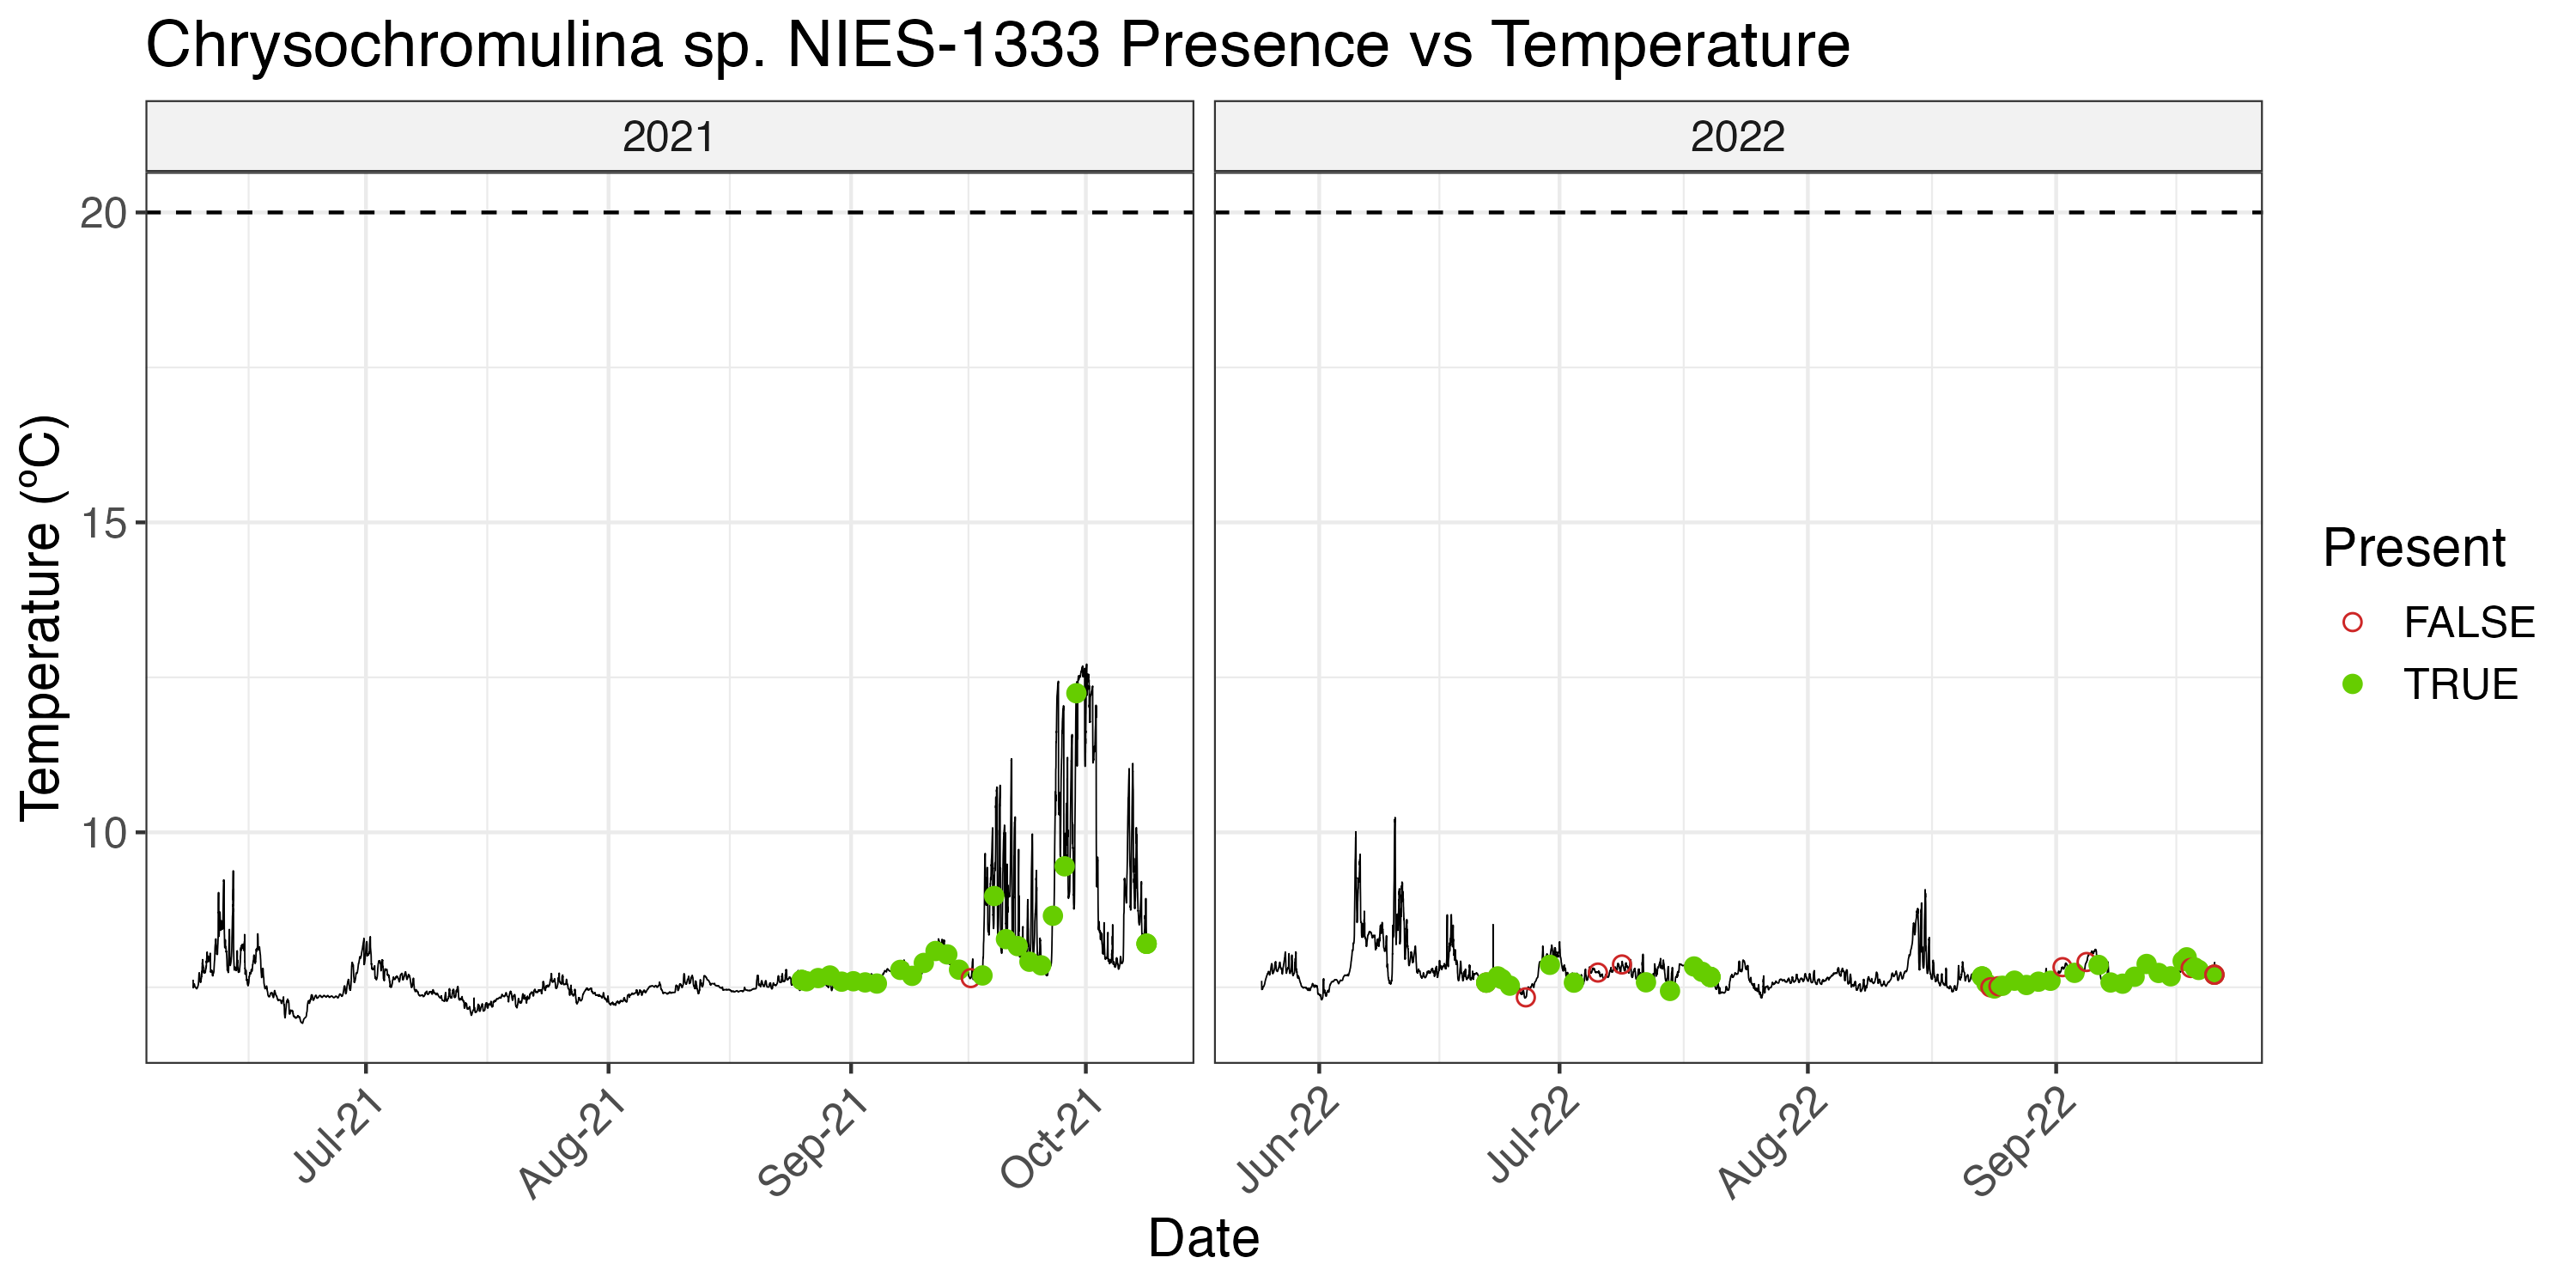 Chrysochromulina sp. NIES-1333 Presence vs Temperature
2021
2022
Temperature (ºC)
20
15
10
Jul-21
Aug-21
Sep-21
Oct-21
Jun-22
Jul-22
Aug-22
Sep-22
Date
Present
FALSE
TRUE